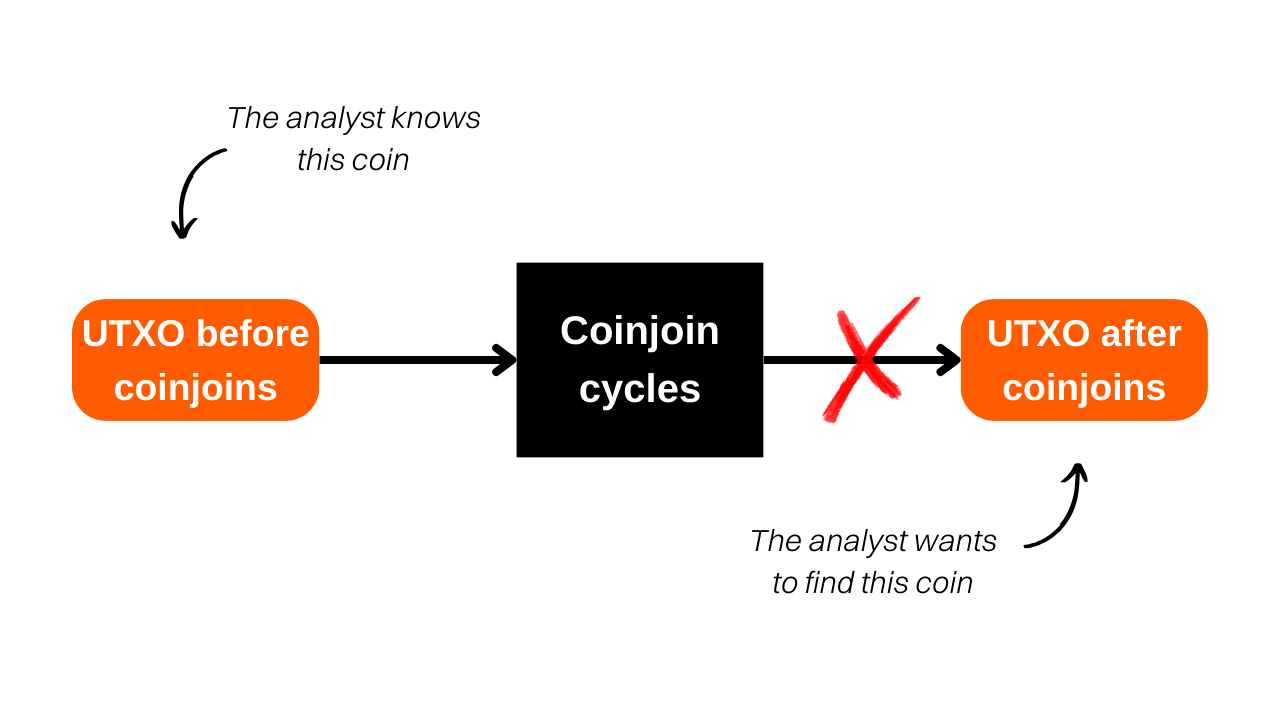 The analyst knows
this coin
UTXO before
coinjoins
Coinjoin
cycles
UTXO after
coinjoins
The analyst wants
to find this coin